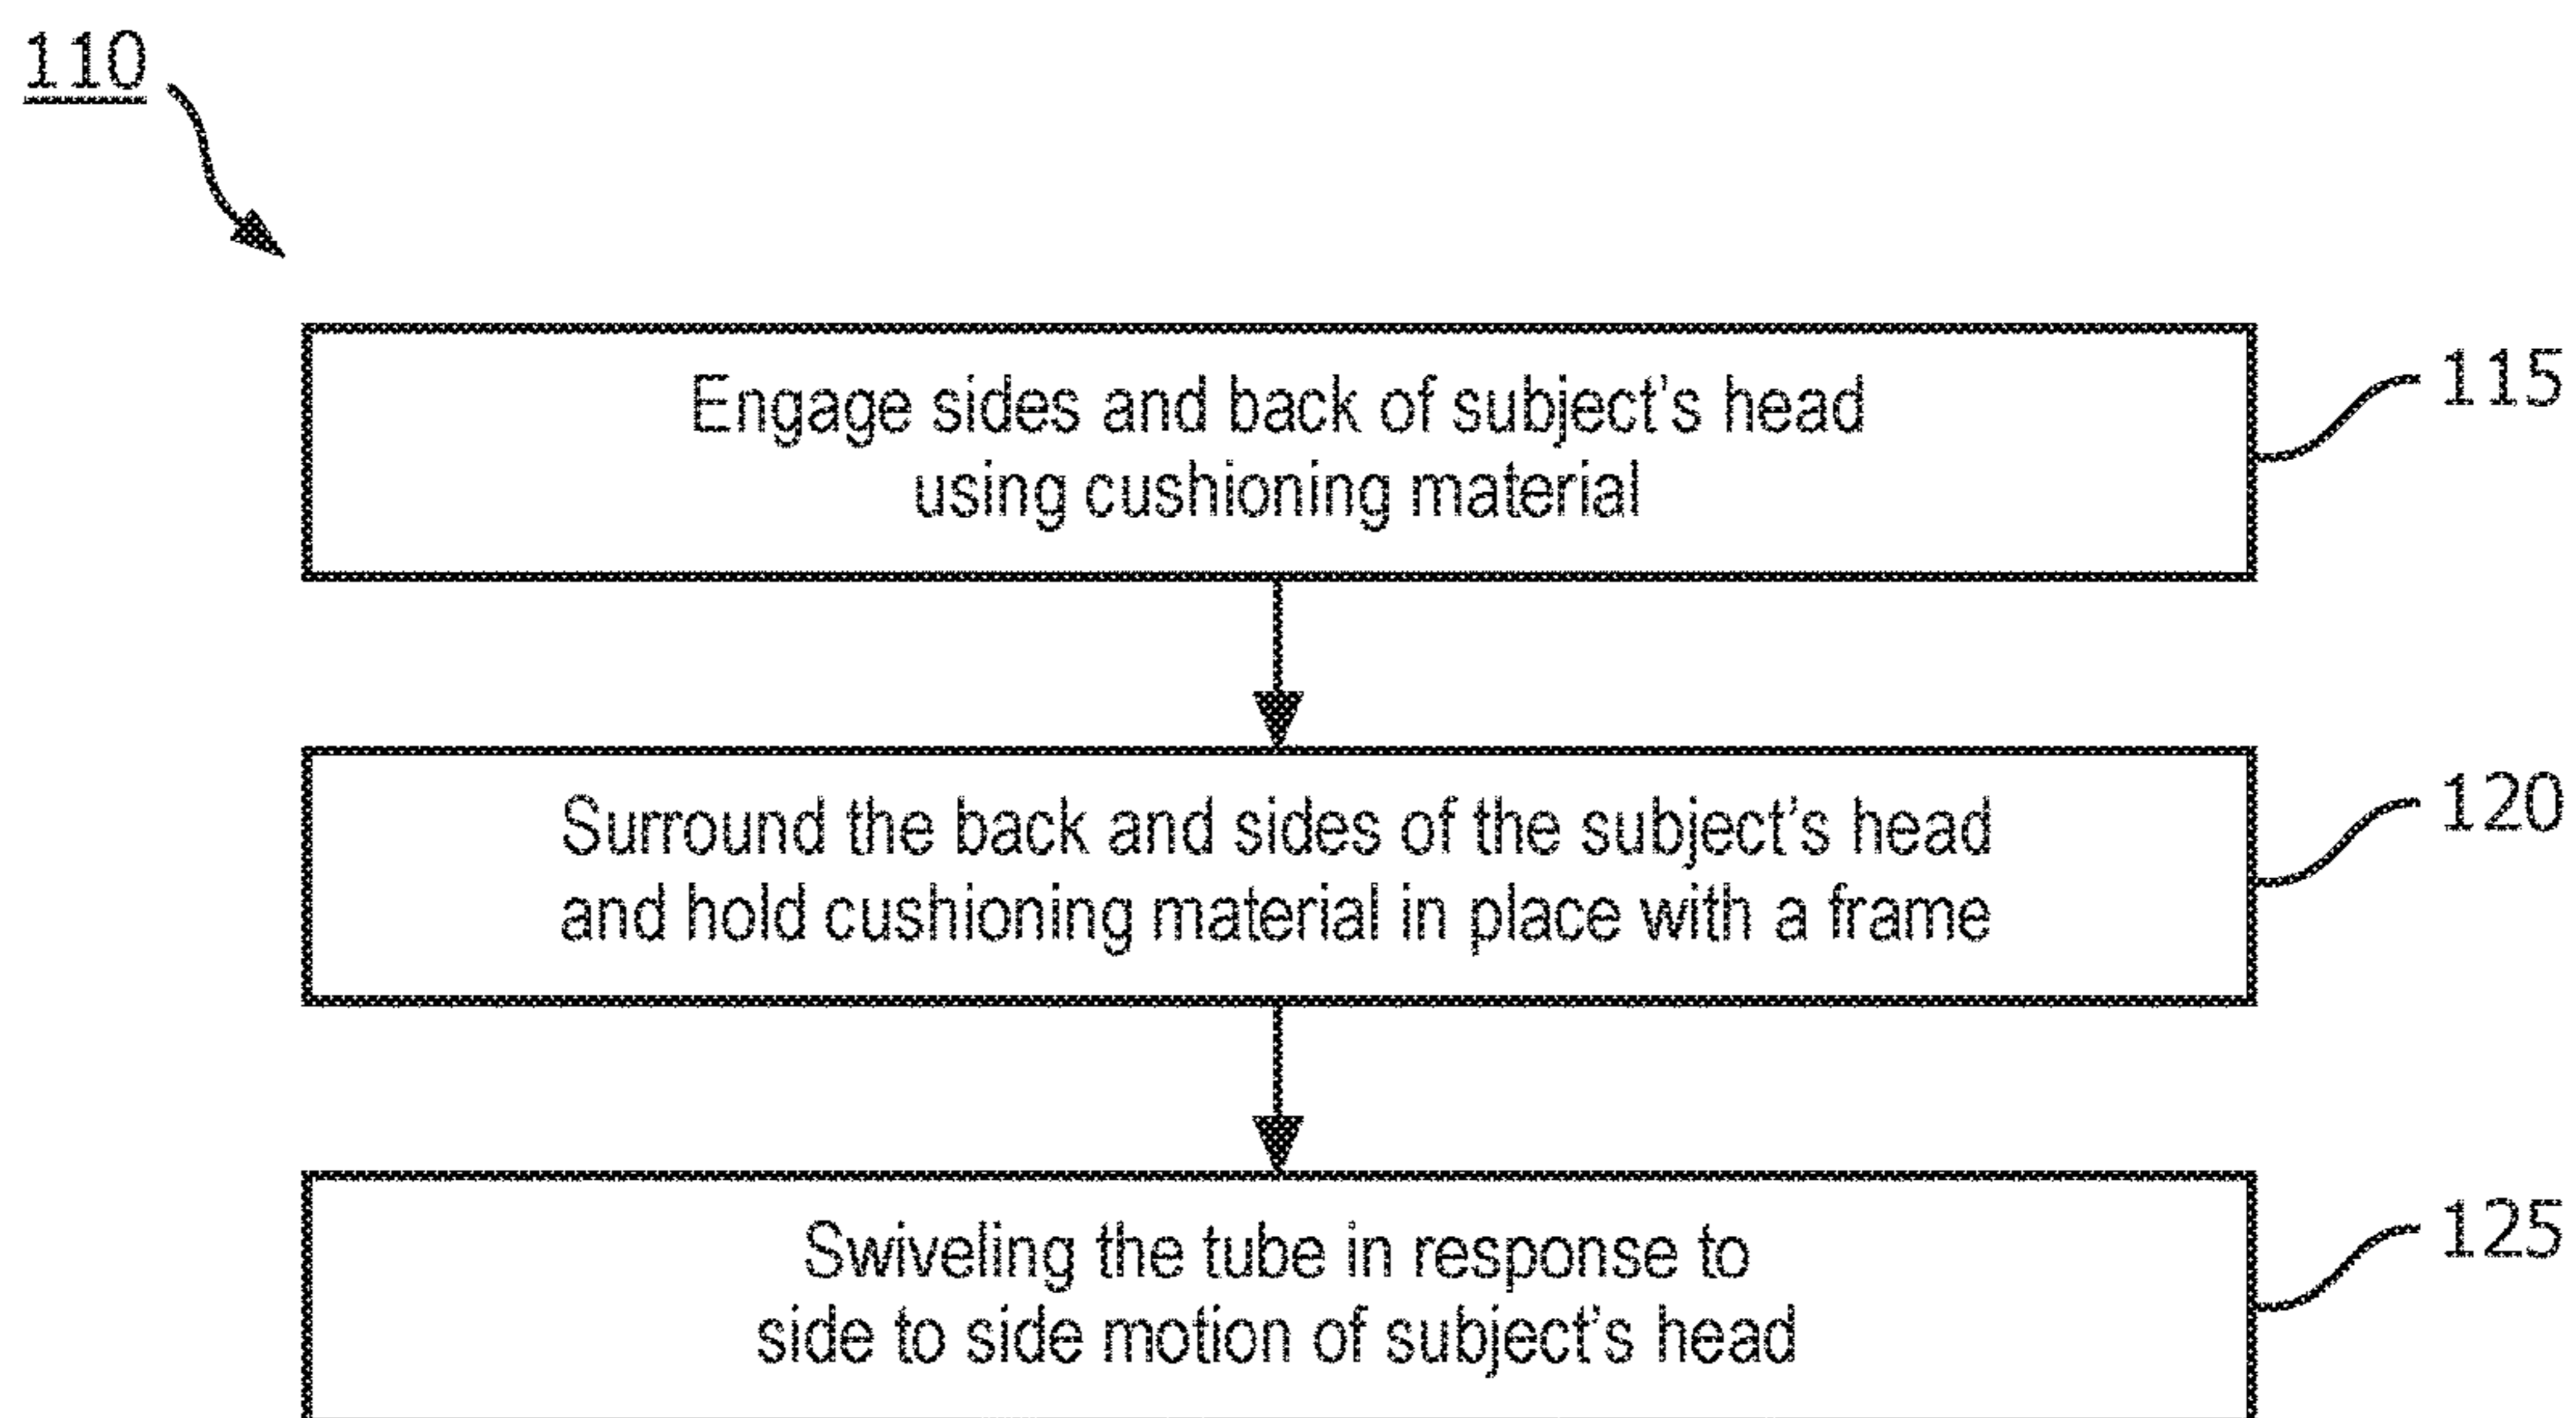 110
Engage sides and back of subject's head
using cushioning material
115
Surround the back and sides of the subject's head
and hold cushioning material in place with a frame
120
Swiveling the tube in response to
side to side motion of subject's head
125